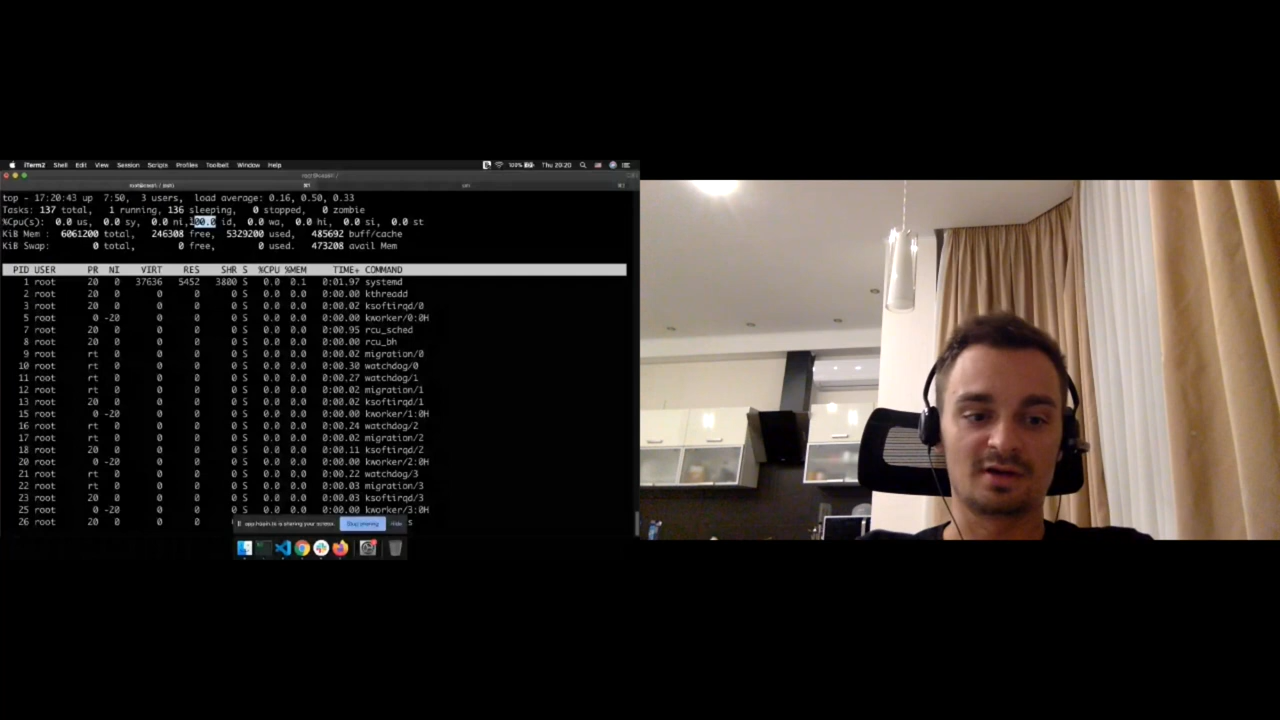 iTerm2 Shell Edit View Session Scripts Profiles Toolbelt Window Help 100% Thu 20:20
top - 17:20:43 up 7:50, 3 users, load average: 0.16, 0.50, 0.33
Tasks: 137 total, 1 running, 136 sleeping, 0 stopped, 0 zombie
%Cpu(s): 0.0 us, 0.0 sy, 0.0 ni,100.0 id, 0.0 wa, 0.0 hi, 0.0 si, 0.0 st
KiB Mem : 6061200 total, 246308 free, 5329200 used, 485692 buff/cache
KiB Swap: 0 total, 0 free, 0 used. 473208 avail Mem
PID USER PR NI VIRT RES SHR S %CPU %MEM TIME+ COMMAND
1 root 20 0 37636 5452 3800 S 0.0 0.1 0:01.97 systemd
2 root 20 0 0 0 0 S 0.0 0.0 0:00.00 kthreadd
3 root 20 0 0 0 0 S 0.0 0.0 0:00.02 ksoftirqd/0
5 root 0 -20 0 0 0 S 0.0 0.0 0:00.00 kworker/0:0H
7 root 20 0 0 0 0 S 0.0 0.0 0:00.95 rcu_sched
8 root 20 0 0 0 0 S 0.0 0.0 0:00.00 rcu_bh
9 root rt 0 0 0 0 S 0.0 0.0 0:00.02 migration/0
10 root rt 0 0 0 0 S 0.0 0.0 0:00.30 watchdog/0
11 root rt 0 0 0 0 S 0.0 0.0 0:00.27 watchdog/1
12 root rt 0 0 0 0 S 0.0 0.0 0:00.02 migration/1
13 root 20 0 0 0 0 S 0.0 0.0 0:00.02 ksoftirqd/1
15 root 0 -20 0 0 0 S 0.0 0.0 0:00.00 kworker/1:0H
16 root rt 0 0 0 0 S 0.0 0.0 0:00.24 watchdog/2
17 root rt 0 0 0 0 S 0.0 0.0 0:00.02 migration/2
18 root 20 0 0 0 0 S 0.0 0.0 0:00.11 ksoftirqd/2
20 root 0 -20 0 0 0 S 0.0 0.0 0:00.00 kworker/2:0H
21 root rt 0 0 0 0 S 0.0 0.0 0:00.22 watchdog/3
22 root rt 0 0 0 0 S 0.0 0.0 0:00.03 migration/3
23 root 20 0 0 0 0 S 0.0 0.0 0:00.03 ksoftirqd/3
25 root 0 -20 0 0 0 S 0.0 0.0 0:00.00 kworker/3:0H
26 root 20 0 0 s
is sharing your screen. Stop sharing Hide